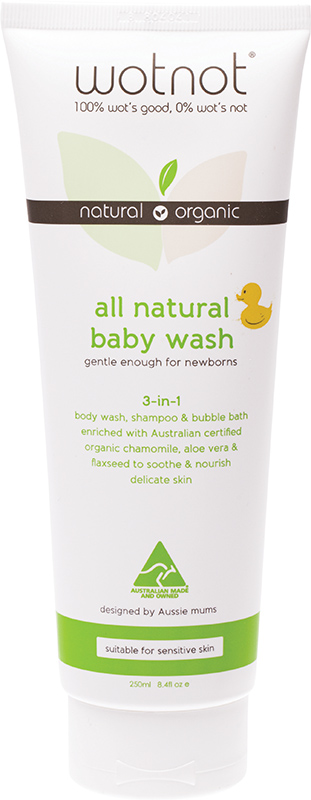 wotnot®
100% wot's good, 0% wot's not
natural organic
all natural
baby wash
gentle enough for newborns
3-in-1
body wash, shampoo & bubble bath
enriched with Australian certified
organic chamomile, aloe vera &
flaxseed to soothe & nourish
delicate skin
AUSTRALIAN MADE
AND OWNED
designed by Aussie mums
suitable for sensitive skin
250ml 8.4fl oz e